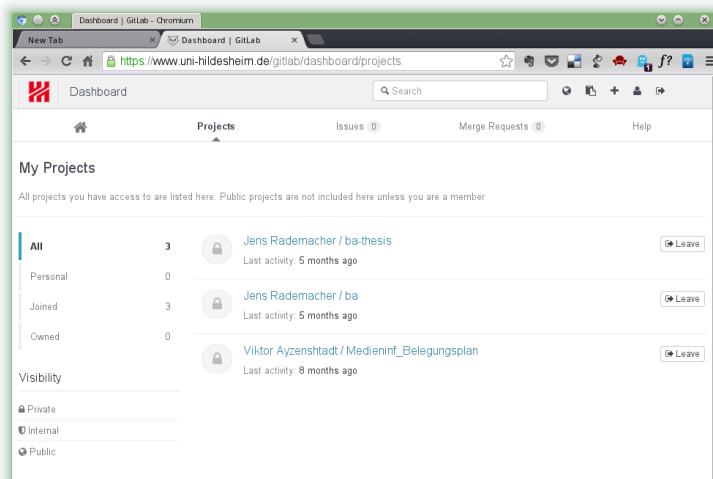 Dashboard | GitLab - Chromium
New Tab
Dashboard | GitLab
https://www.uni-hildesheim.de/gitlab/dashboard/projects
f?
1
Dashboard
Search
Projects
Issues 0
Merge Requests 0
Help
My Projects
All projects you have access to are listed here. Public projects are not included here unless you are a member
All 3
Personal 0
Joined 3
Owned 0
Visibility
Private
Internal
Public
Jens Rademacher / ba-thesis
Leave
Last activity: 5 months ago
Jens Rademacher / ba
Leave
Last activity: 5 months ago
Viktor Ayzenshtadt / Medieninf_Belegungsplan
Leave
Last activity: 8 months ago